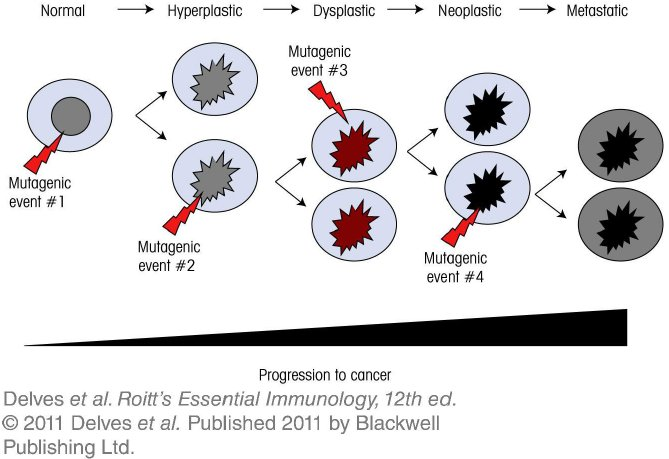 Normal → Hyperplastic → Dysplastic → Neoplastic → Metastatic
Mutagenic
event #3
Mutagenic
event #1
Mutagenic
event #2
Mutagenic
event #4
Progression to cancer
Delves et al. Roitt's Essential Immunology, 12th ed.
© 2011 Delves et al. Published 2011 by Blackwell
Publishing Ltd.